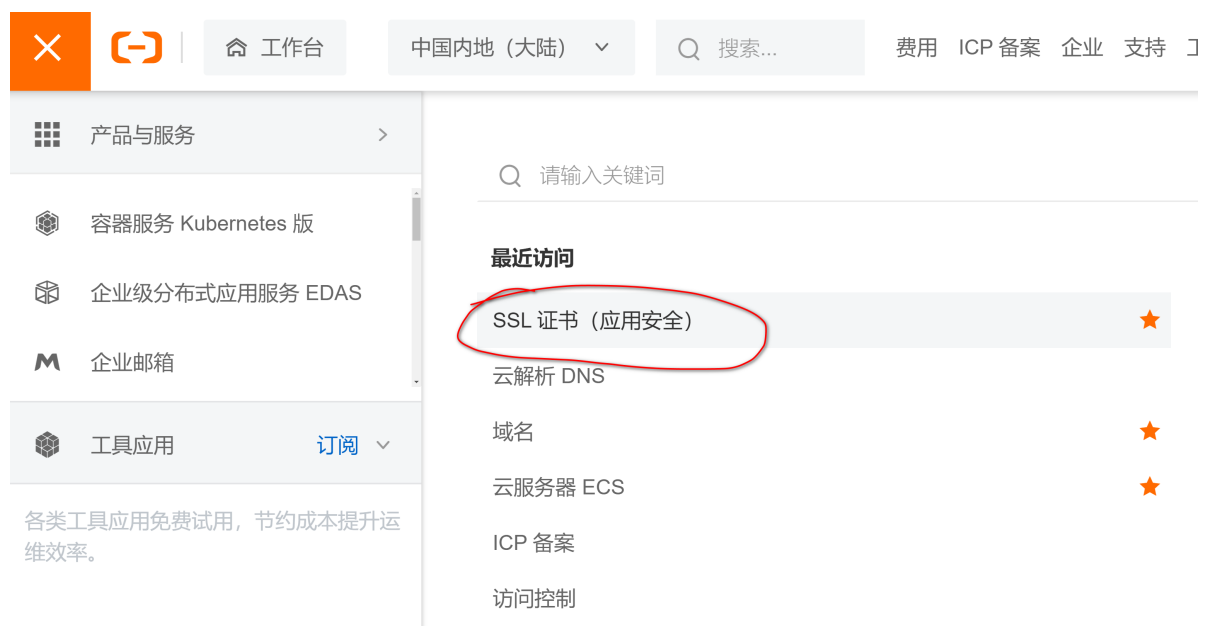 工作台 中国内地（大陆） 搜索... 费用 ICP 备案 企业 支持
产品与服务
容器服务 Kubernetes 版
企业级分布式应用服务 EDAS
企业邮箱
工具应用 订阅
各类工具应用免费试用，节约成本提升运
维效率。
请输入关键词
最近访问
SSL 证书（应用安全）
云解析 DNS
域名
云服务器 ECS
ICP 备案
访问控制